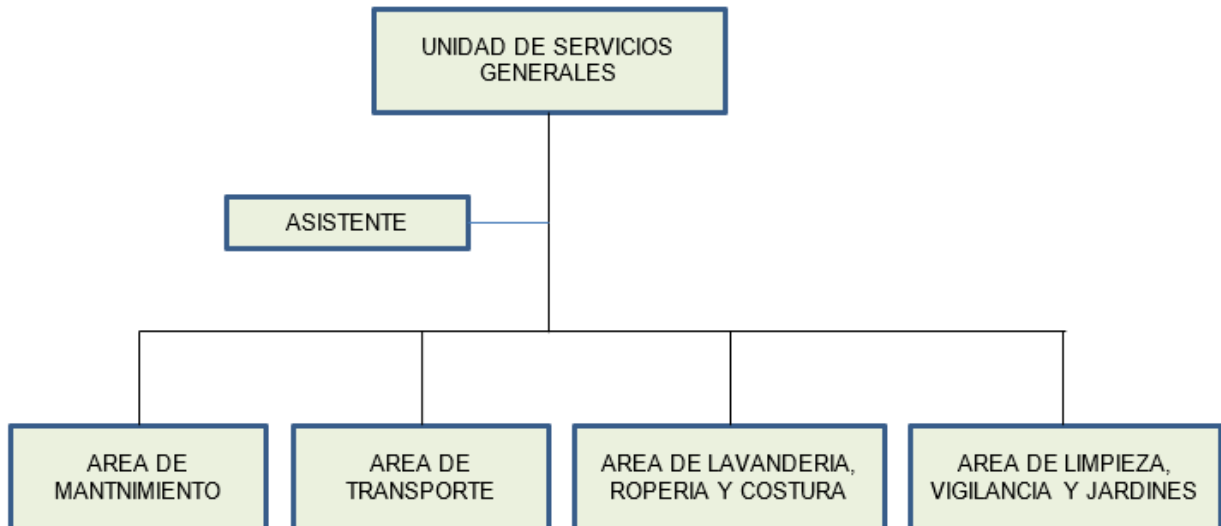 UNIDAD DE SERVICIOS
GENERALES
ASISTENTE
AREA DE
MANTNIMIENTO
AREA DE
TRANSPORTE
AREA DE LAVANDERIA,
ROPERIA Y COSTURA
AREA DE LIMPIEZA,
VIGILANCIA Y JARDINES